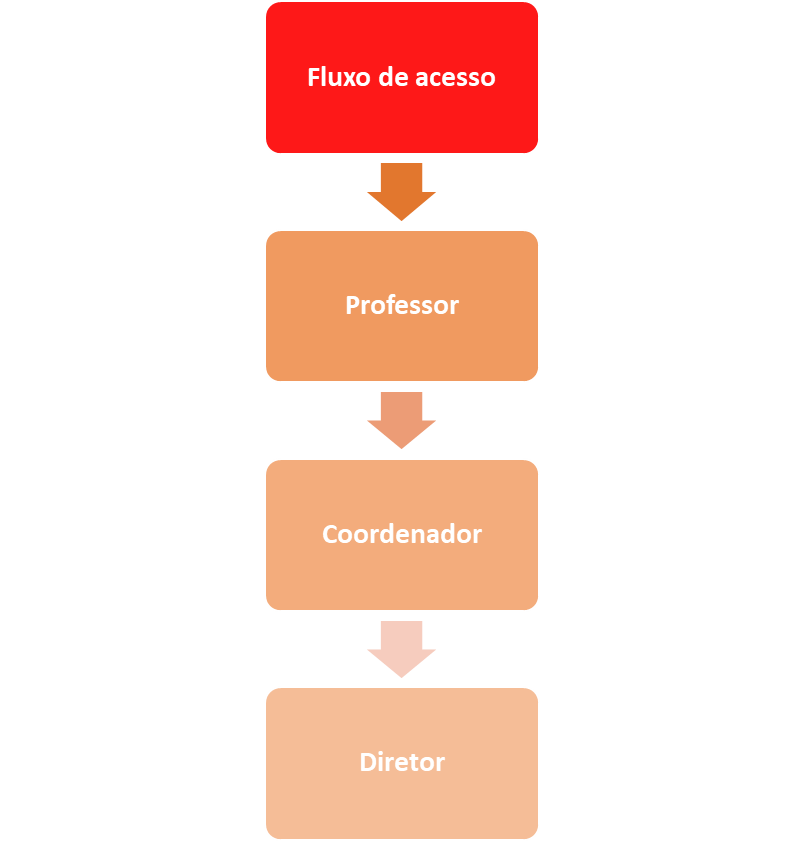 Fluxo de acesso
Professor
Coordenador
Diretor